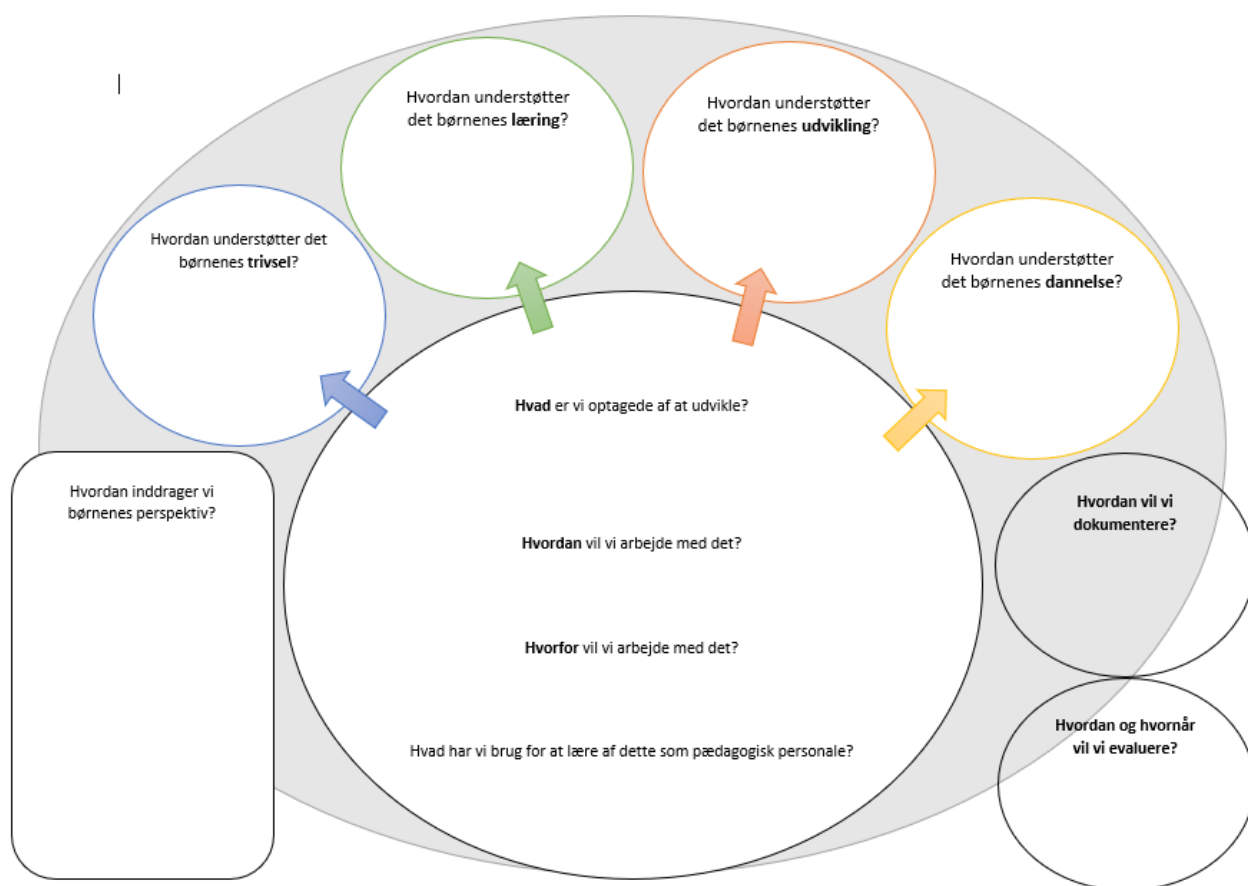 Hvordan understøtter
det børnenes læring?
Hvordan understøtter
det børnenes udvikling?
Hvordan understøtter det
børnenes trivsel?
Hvordan understøtter
det børnenes dannelse?
Hvad er vi optagede af at udvikle?
Hvordan inddrager vi
børnenes perspektiv?
Hvordan vil vi
dokumentere?
Hvordan vil vi arbejde med det?
Hvorfor vil vi arbejde med det?
Hvad har vi brug for at lære af dette som pædagogisk personale?
Hvordan og hvornår
vil vi evaluere?